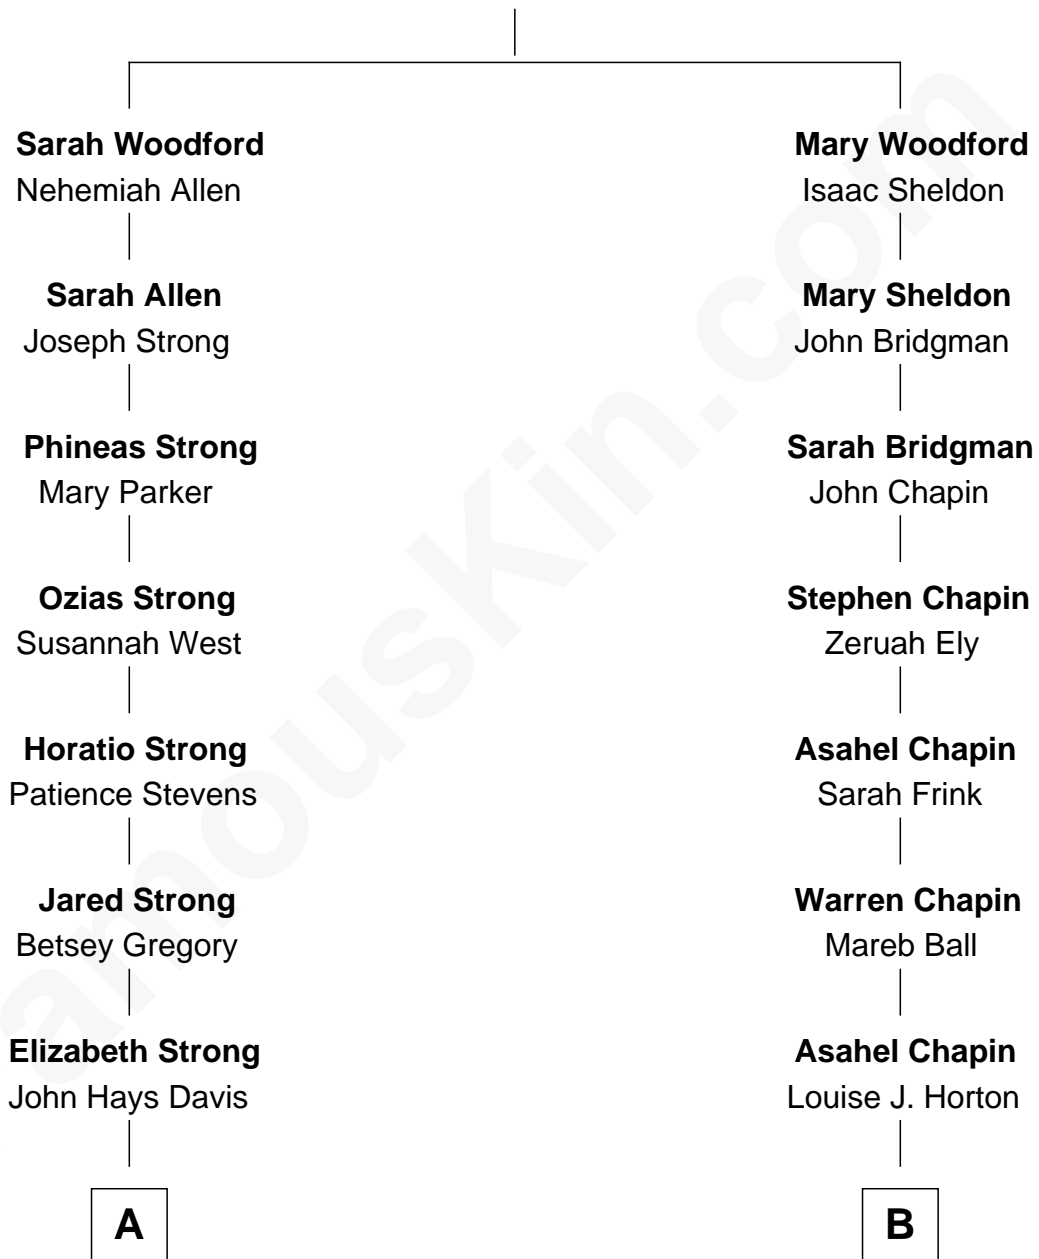 Sarah Woodford
Nehemiah Allen
Sarah Allen
Joseph Strong
Phineas Strong
Mary Parker
Ozias Strong
Susannah West
Horatio Strong
Patience Stevens
Jared Strong
Betsey Gregory
Elizabeth Strong
John Hays Davis
A
Mary Woodford
Isaac Sheldon
Mary Sheldon
John Bridgman
Sarah Bridgman
John Chapin
Stephen Chapin
Zeruah Ely
Asahel Chapin
Sarah Frink
Warren Chapin
Mareb Ball
Asahel Chapin
Louise J. Horton
B
amousKin.com